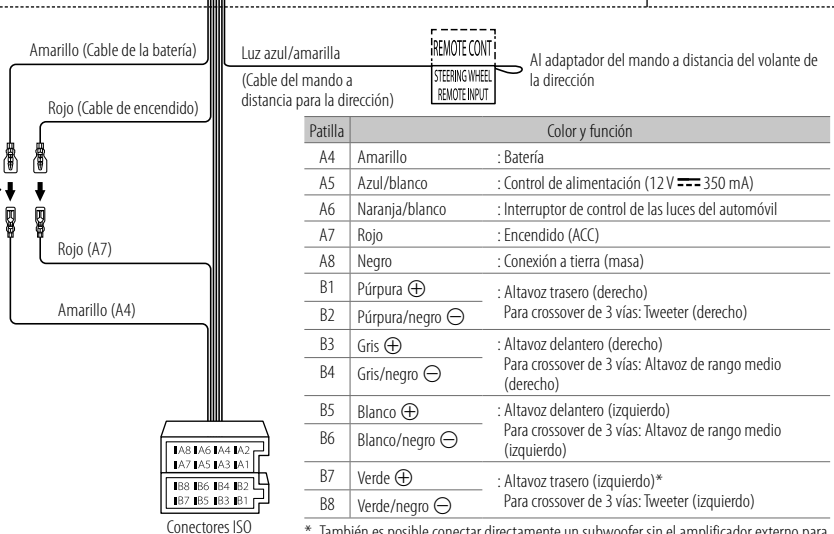 Amarillo (Cable de la batería)
Luz azul/amarilla
(Cable del mando a
distancia para la dirección)
REMOTE CONT
STEERING WHEEL
REMOTE INPUT
Al adaptador del mando a distancia del volante de
la dirección
Rojo (Cable de encendido)
Rojo (A7)
Amarillo (A4)
Patilla Color y función
A4 Amarillo : Batería
A5 Azul/blanco : Control de alimentación (12 V ⎓ 350 mA)
A6 Naranja/blanco : Interruptor de control de las luces del automóvil
A7 Rojo : Encendido (ACC)
A8 Negro : Conexión a tierra (masa)
B1 Púrpura ⊕ : Altavoz trasero (derecho)
B2 Púrpura/negro ⊖ Para crossover de 3 vías: Tweeter (derecho)
B3 Gris ⊕ : Altavoz delantero (derecho)
B4 Gris/negro ⊖ Para crossover de 3 vías: Altavoz de rango medio
(derecho)
B5 Blanco ⊕ : Altavoz delantero (izquierdo)
B6 Blanco/negro ⊖ Para crossover de 3 vías: Altavoz de rango medio
(izquierdo)
B7 Verde ⊕ : Altavoz trasero (izquierdo)*
B8 Verde/negro ⊖ Para crossover de 3 vías: Tweeter (izquierdo)
A8 A6 A4 A2
A7 A5 A3 A1
B8 B6 B4 B2
B7 B5 B3 B1
Conectores ISO
* También es posible conectar directamente un subwoofer sin el amplificador externo para